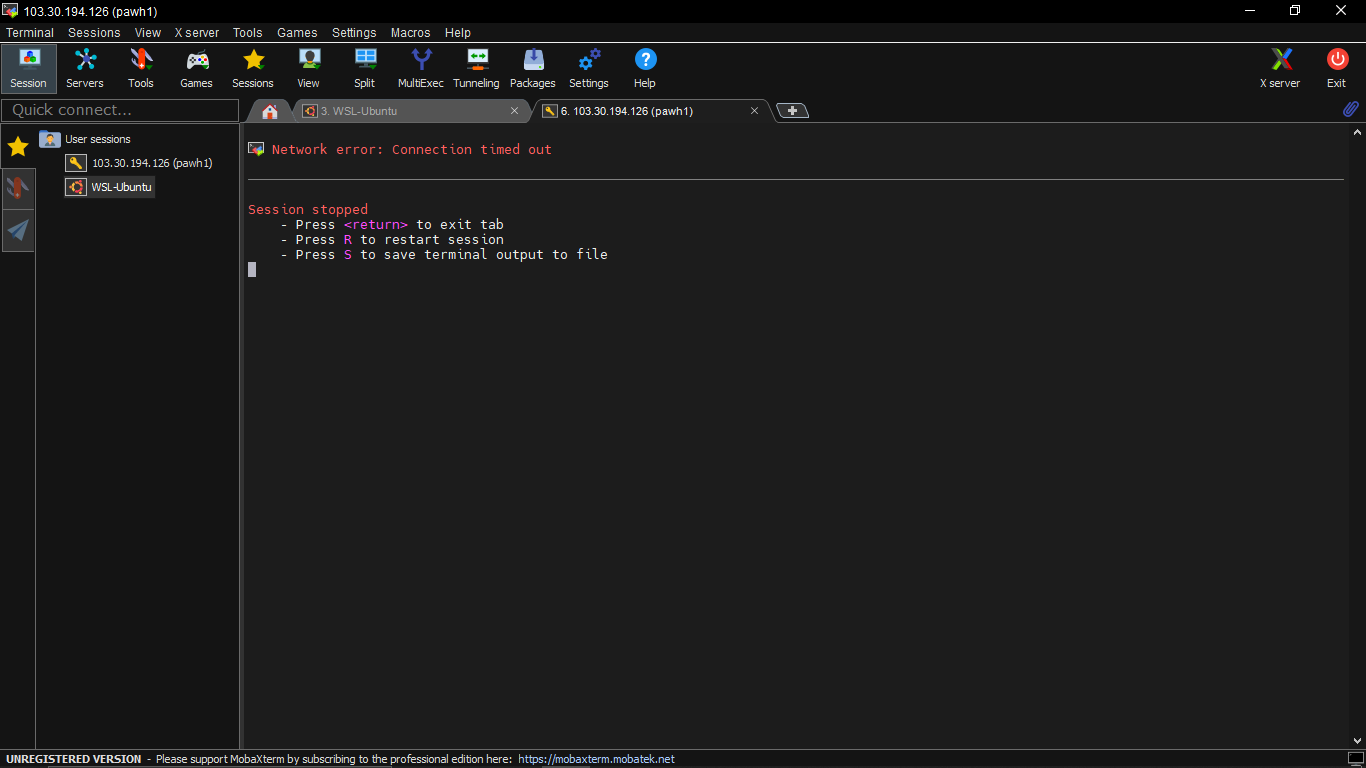 103.30.194.126 (pawh1)
Terminal Sessions View X server Tools Games Settings Macros Help
Session Servers Tools Games Sessions View Split MultiExec Tunneling Packages Settings Help X server Exit
Quick connect... 3. WSL-Ubuntu 6. 103.30.194.126 (pawh1)
User sessions
103.30.194.126 (pawh1)
WSL-Ubuntu
Network error: Connection timed out
Session stopped
- Press <return> to exit tab
- Press R to restart session
- Press S to save terminal output to file
UNREGISTERED VERSION - Please support MobaXterm by subscribing to the professional edition here: https://mobaxterm.mobatek.net